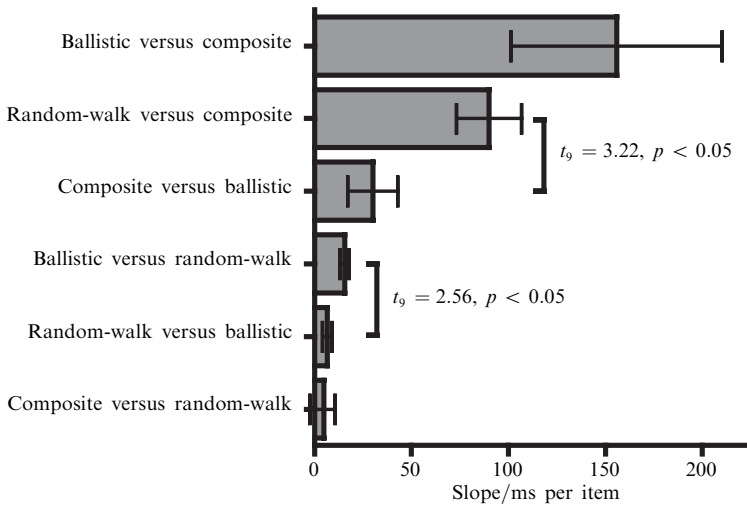 Ballistic versus composite
Random-walk versus composite
t₉ = 3.22, p < 0.05
Composite versus ballistic
Ballistic versus random-walk
t₉ = 2.56, p < 0.05
Random-walk versus ballistic
Composite versus random-walk
0 50 100 150 200
Slope/ms per item